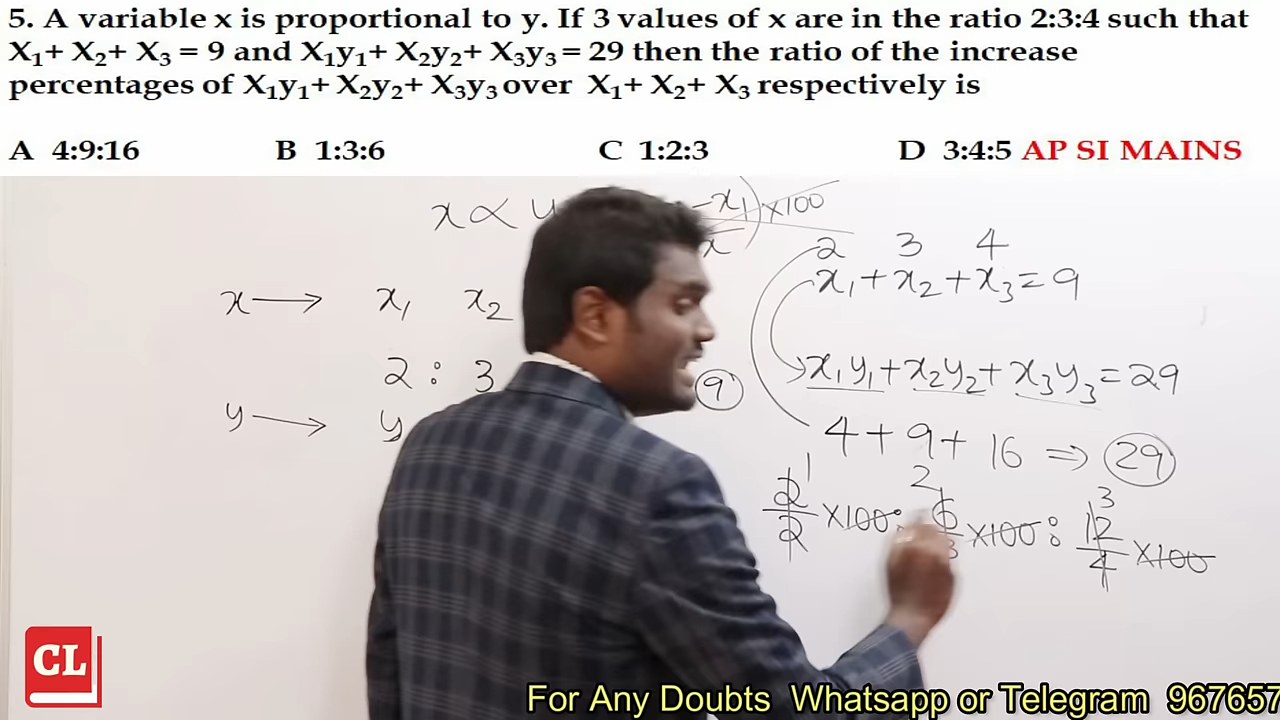 5. A variable x is proportional to y. If 3 values of x are in the ratio 2:3:4 such that
X₁+ X₂+ X₃ = 9 and X₁y₁+ X₂y₂+ X₃y₃ = 29 then the ratio of the increase
percentages of X₁y₁+ X₂y₂+ X₃y₃ over X₁+ X₂+ X₃ respectively is
A 4:9:16 B 1:3:6 C 1:2:3 D 3:4:5 AP SI MAINS
x ∝ y
-x₁) ×100
x
2 3 4
x₁+x₂+x₃=9
x → x₁ x₂
2 : 3
9
x₁y₁+x₂y₂+x₃y₃=29
y → y
4+9+16 ⇒ 29
1 2 3
2/2 ×100 : 6/3 ×100 : 12/4 ×100
CL
For Any Doubts Whatsapp or Telegram 967657